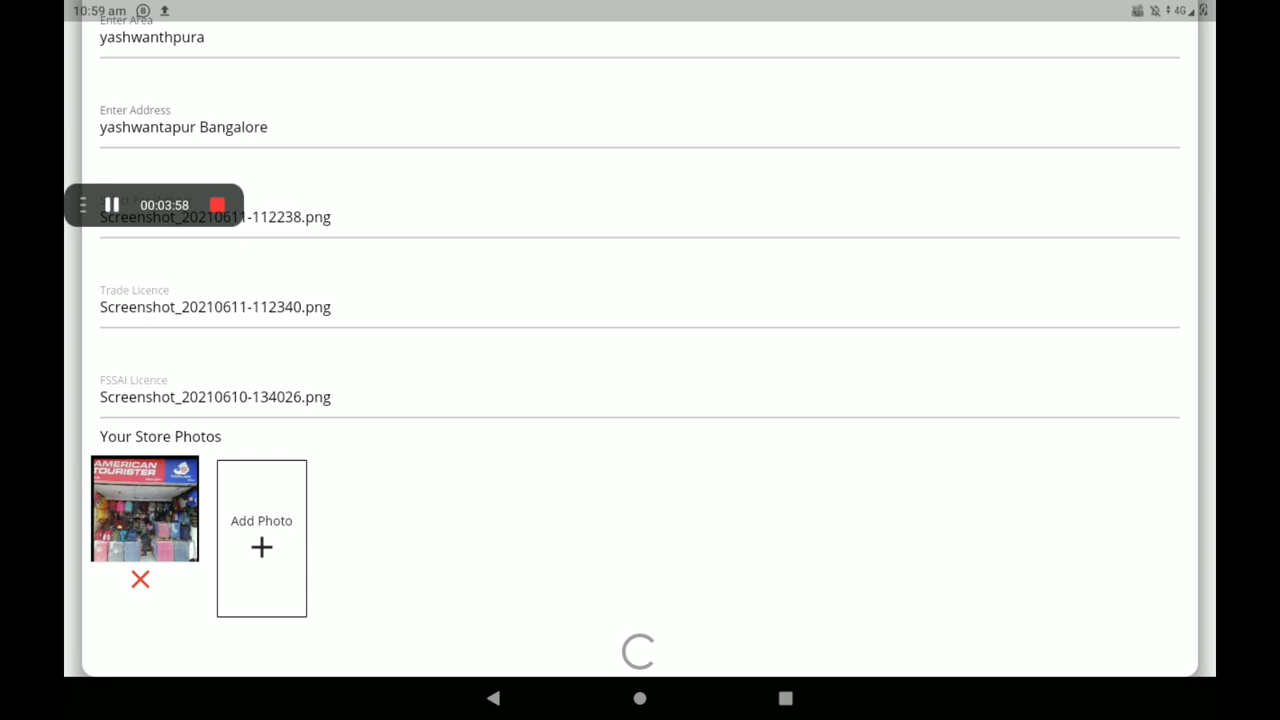 10:59 am
4G
Enter Area
yashwanthpura
Enter Address
yashwantapur Bangalore
00:03:58
Screenshot_20210611-112238.png
Trade Licence
Screenshot_20210611-112340.png
FSSAI Licence
Screenshot_20210610-134026.png
Your Store Photos
AMERICAN
TOURISTER
Add Photo